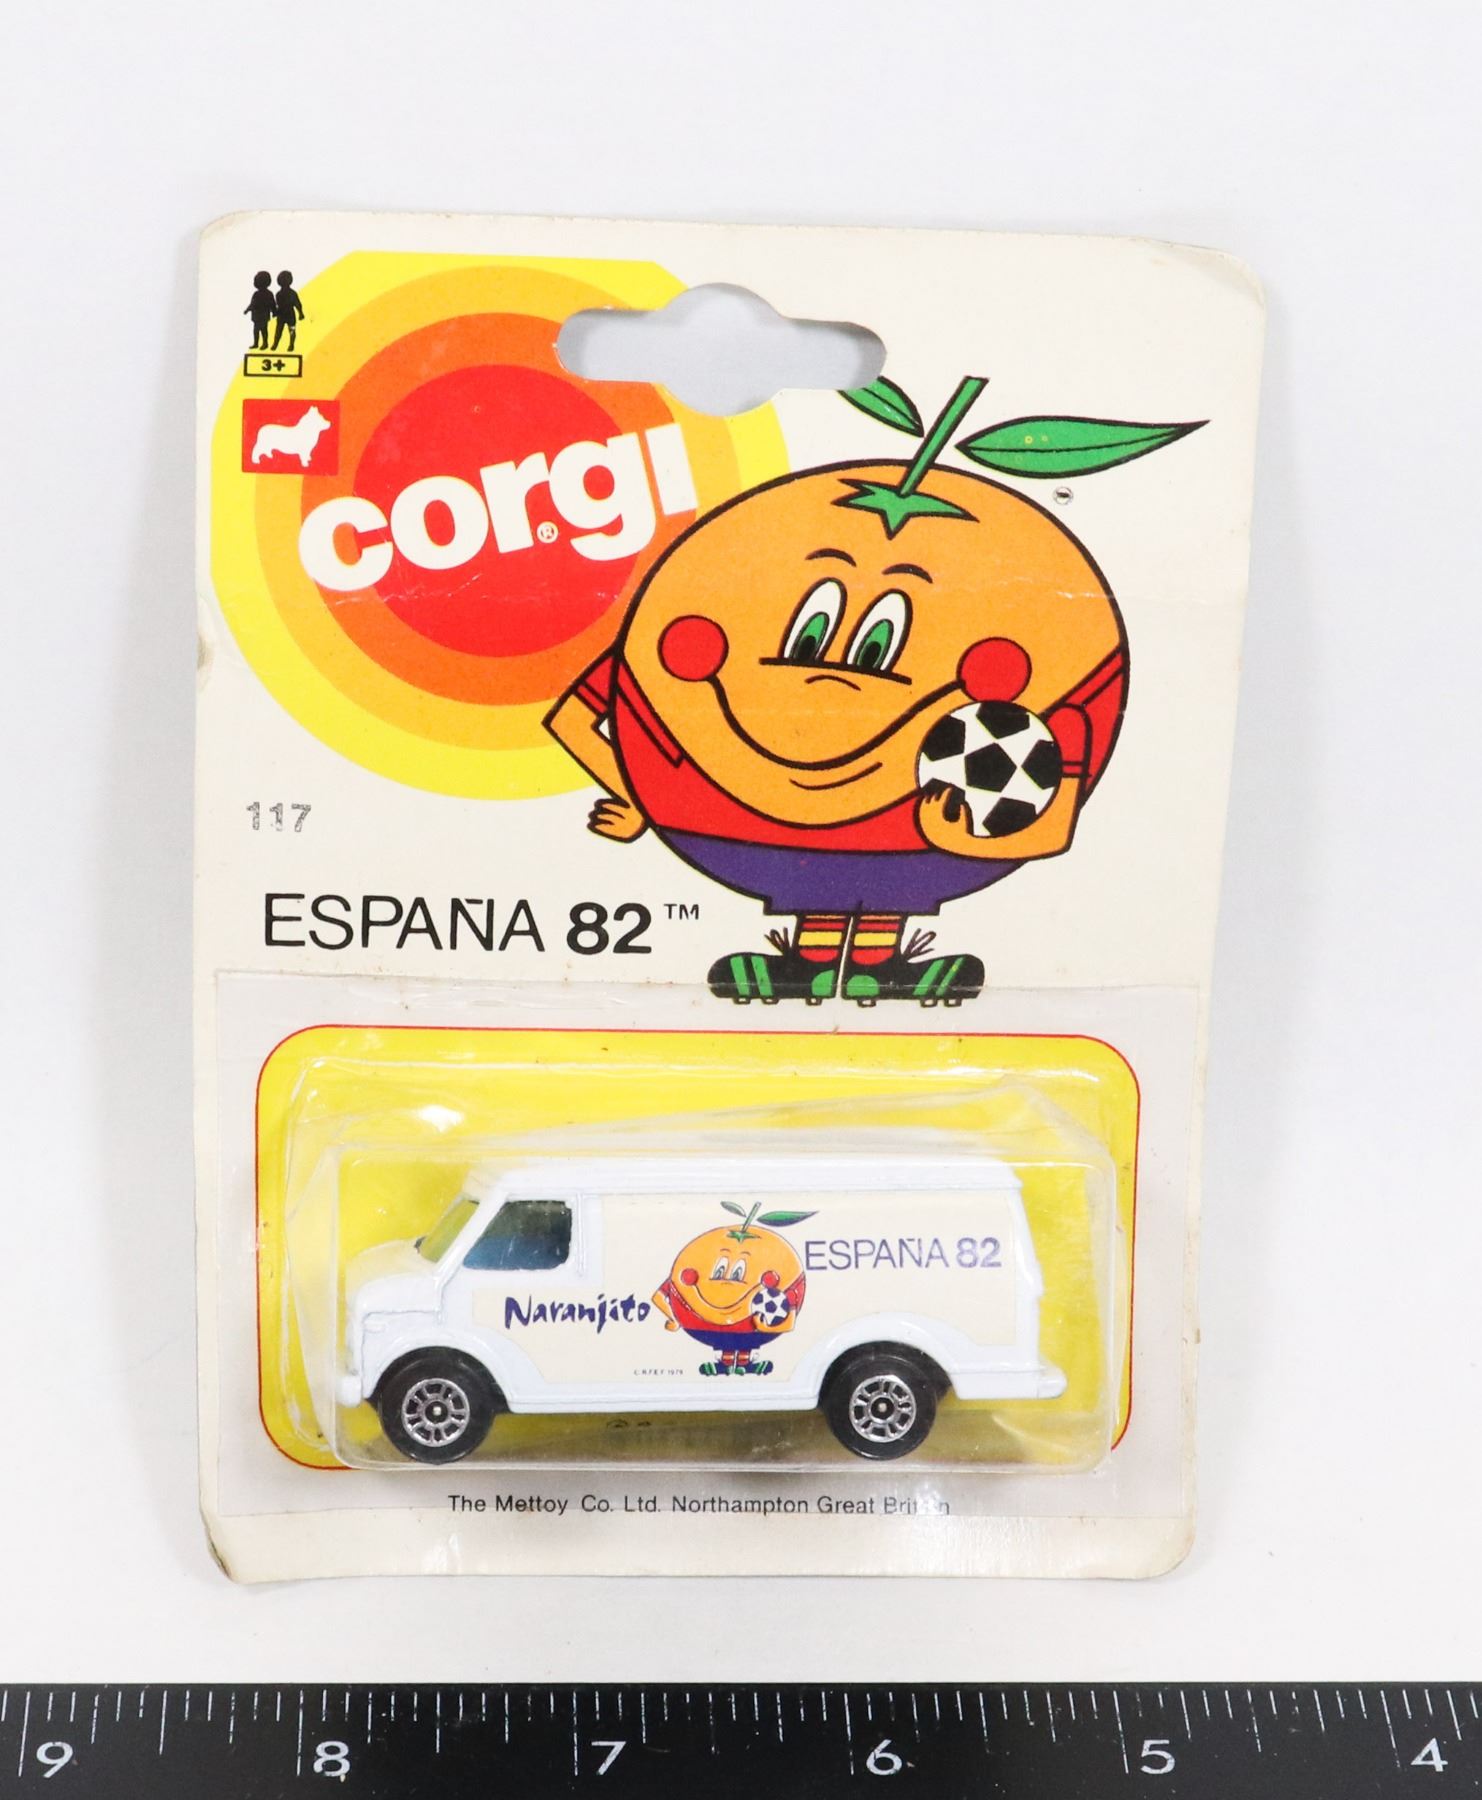 3+
corgi®
117
ESPAÑA 82™
ESPAÑA 82
Naranjito
The Mettoy Co. Ltd. Northampton Great
9 8 7 6 5 4